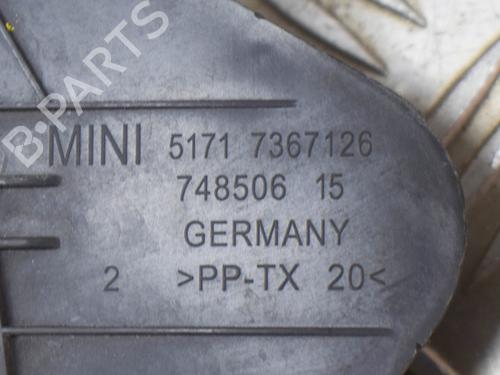 B-PARTS
MINI 5171 7367126
748506 15
GERMANY
2 >PP-TX 20<